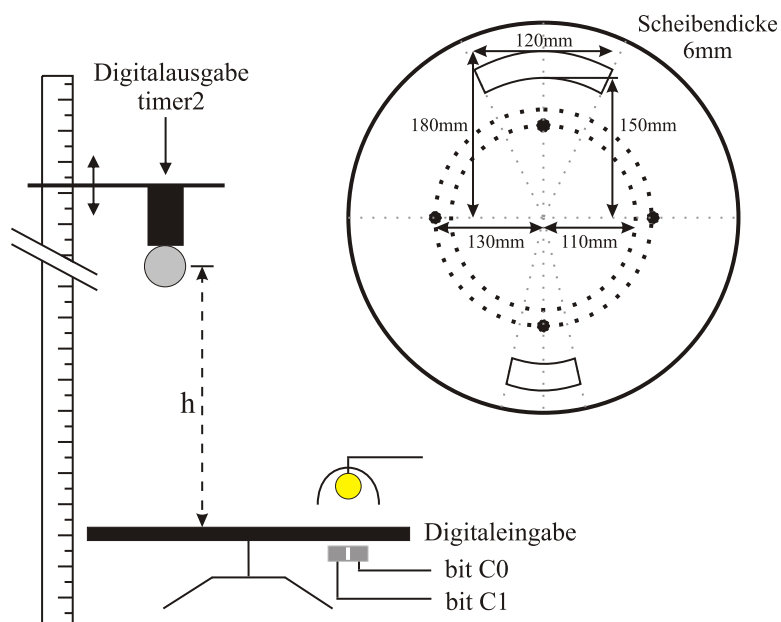 Digitalausgabe
timer2
Scheibendicke
6mm
120mm
180mm
150mm
130mm
110mm
h
Digitaleingabe
bit C0
bit C1